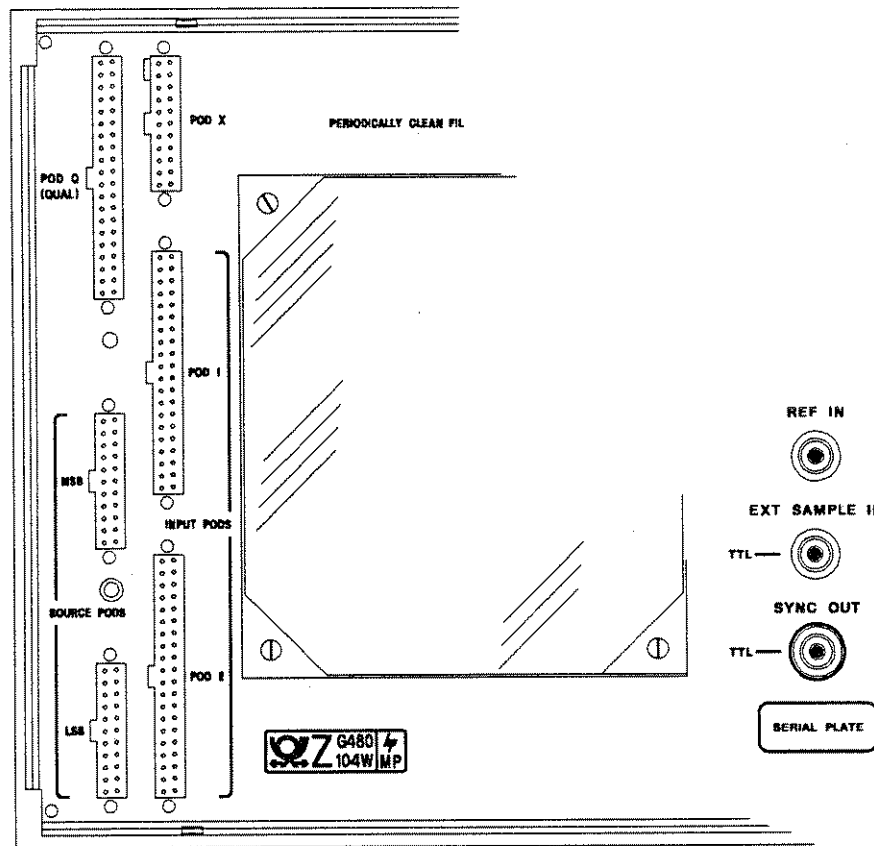 POD X
PERIODICALLY CLEAN FIL
POD Q
(QUAL)
POD 1
REF IN
MSB
EXT SAMPLE I
INPUT PODS
TTL
SOURCE PODS
SYNC OUT
TTL
POD 2
LSB
SERIAL PLATE
Z G480
104W
MP